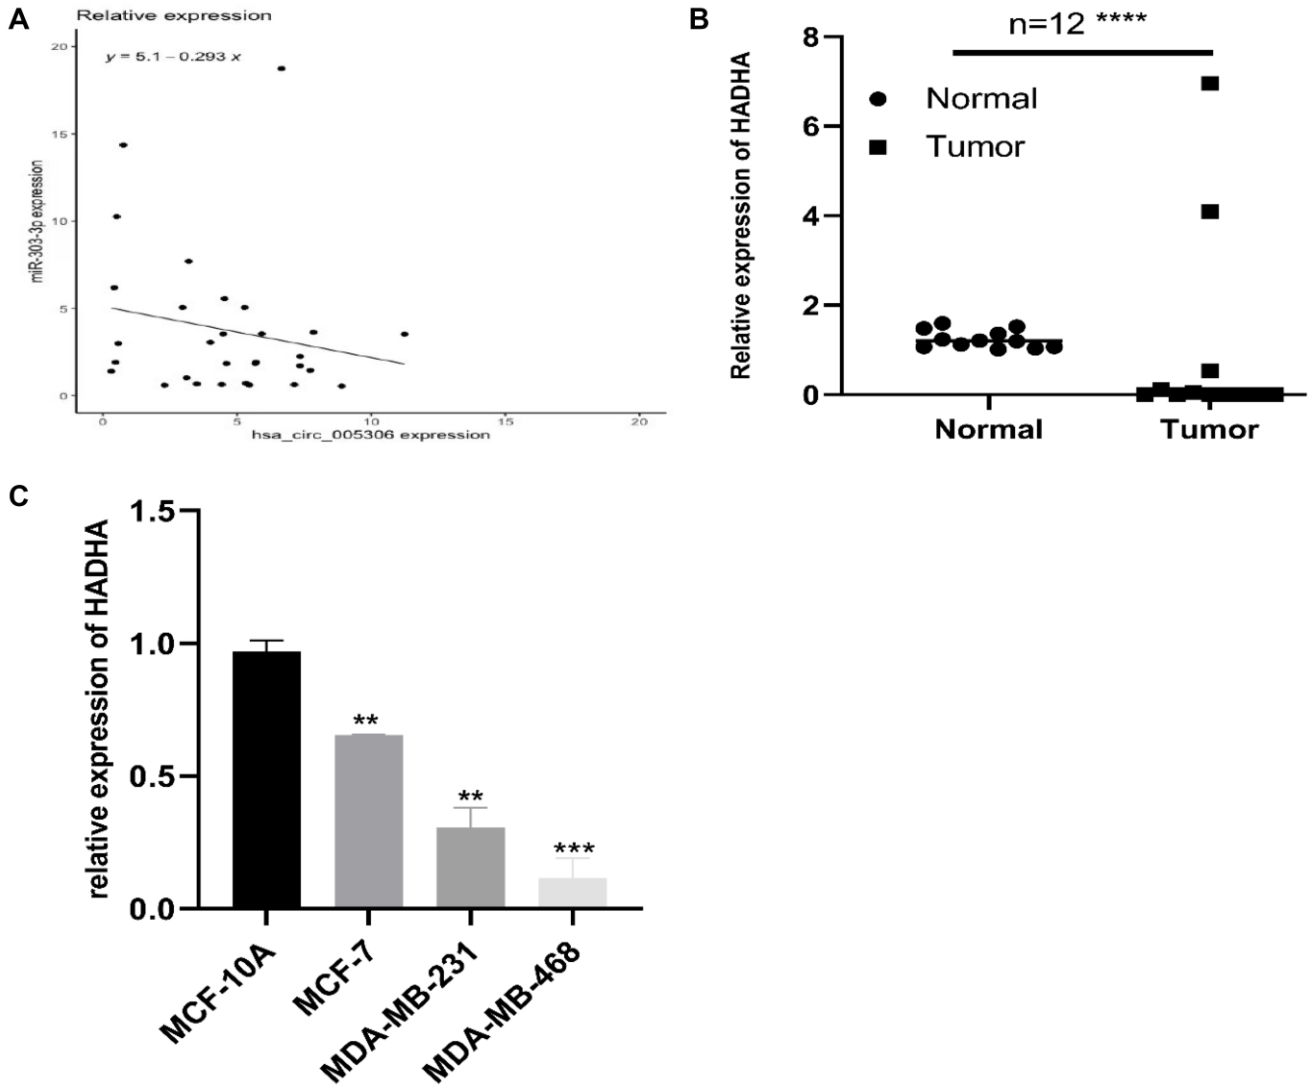 A
Relative expression
y = 5.1 − 0.293 x
miR-303-3p expression
20
15
10
5
0
0 5 10 15 20
hsa_circ_005306 expression
B
n=12 ****
Relative expression of HADHA
8
6
4
2
0
Normal
Tumor
Normal Tumor
C
relative expression of HADHA
1.5
1.0
0.5
0.0
**
**
***
MCF-10A
MCF-7
MDA-MB-231
MDA-MB-468